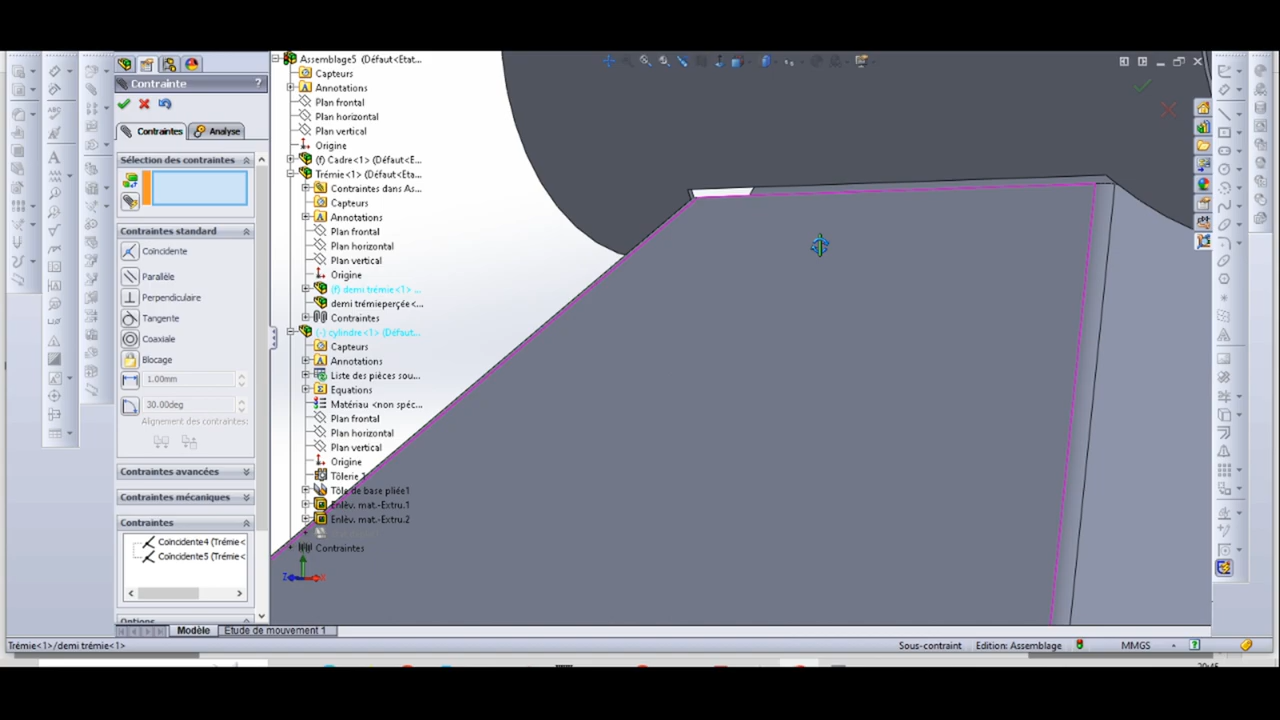 Contrainte
?
Contraintes
Analyse
Sélection des contraintes
Contraintes standard
Coïncidente
Parallèle
Perpendiculaire
Tangente
Coaxiale
Blocage
1.00mm
30.00deg
Alignement des contraintes:
Contraintes avancées
Contraintes mécaniques
Contraintes
Coïncidente4 (Trémie<
Coïncidente5 (Trémie<
Options
Assemblage5 (Défaut<Etat...
Capteurs
Annotations
Plan frontal
Plan horizontal
Plan vertical
Origine
(f) Cadre<1> (Défaut<E...
Trémie<1> (Défaut<Eta...
Contraintes dans As...
Capteurs
Annotations
Plan frontal
Plan horizontal
Plan vertical
Origine
(f) demi trémie<1> ...
demi trémieperçée<...
Contraintes
(-) cylindre<1> (Défaut...
Capteurs
Annotations
Liste des pièces sou...
Equations
Matériau <non spéc...
Plan frontal
Plan horizontal
Plan vertical
Origine
Tôlerie 1
Tôle de base pliée1
Enlèv. mat.-Extru.1
Enlèv. mat.-Extru.2
Contraintes
Z
X
Modèle
Etude de mouvement 1
Trémie<1>/demi trémie<1>
Sous-contraint
Edition: Assemblage
MMGS
?